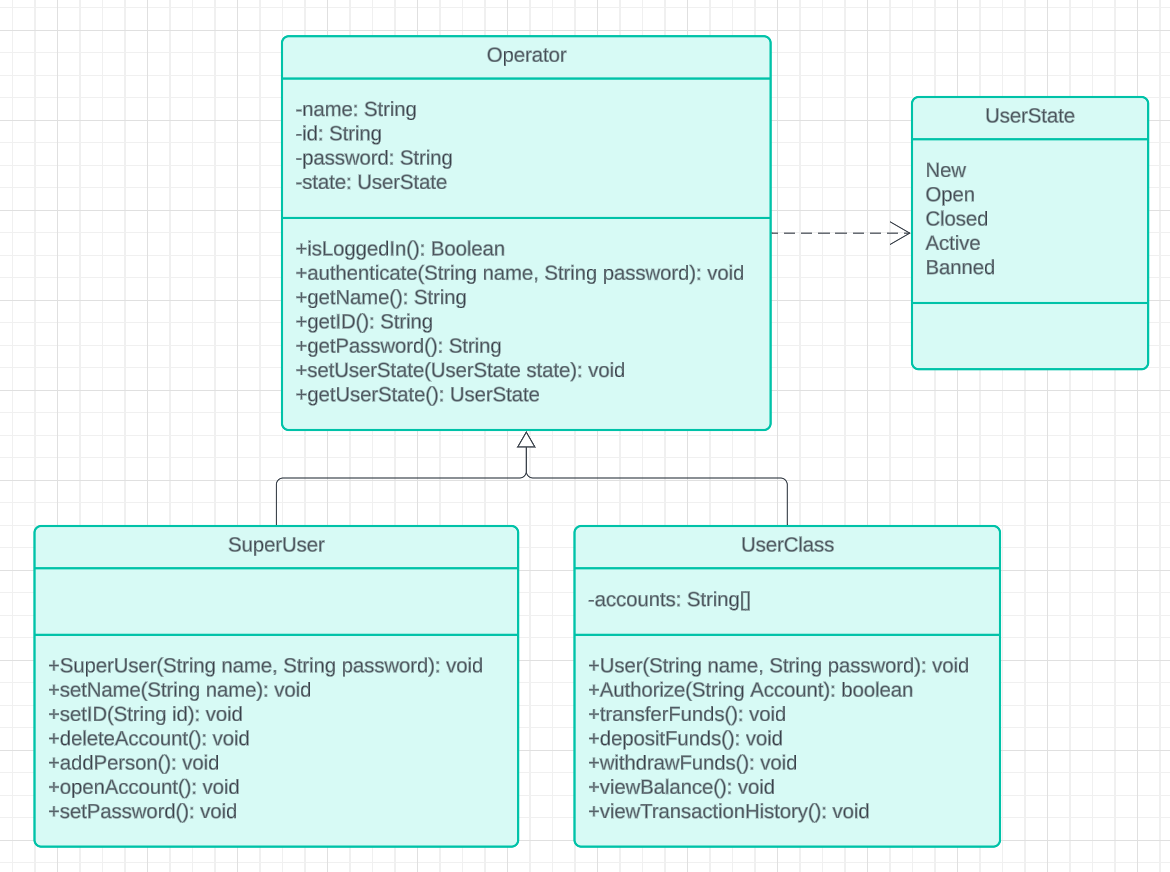 Operator
-name: String
-id: String
-password: String
-state: UserState
+isLoggedIn(): Boolean
+authenticate(String name, String password): void
+getName(): String
+getID(): String
+getPassword(): String
+setUserState(UserState state): void
+getUserState(): UserState
UserState
New
Open
Closed
Active
Banned
SuperUser
+SuperUser(String name, String password): void
+setName(String name): void
+setID(String id): void
+deleteAccount(): void
+addPerson(): void
+openAccount(): void
+setPassword(): void
UserClass
-accounts: String[]
+User(String name, String password): void
+Authorize(String Account): boolean
+transferFunds(): void
+depositFunds(): void
+withdrawFunds(): void
+viewBalance(): void
+viewTransactionHistory(): void